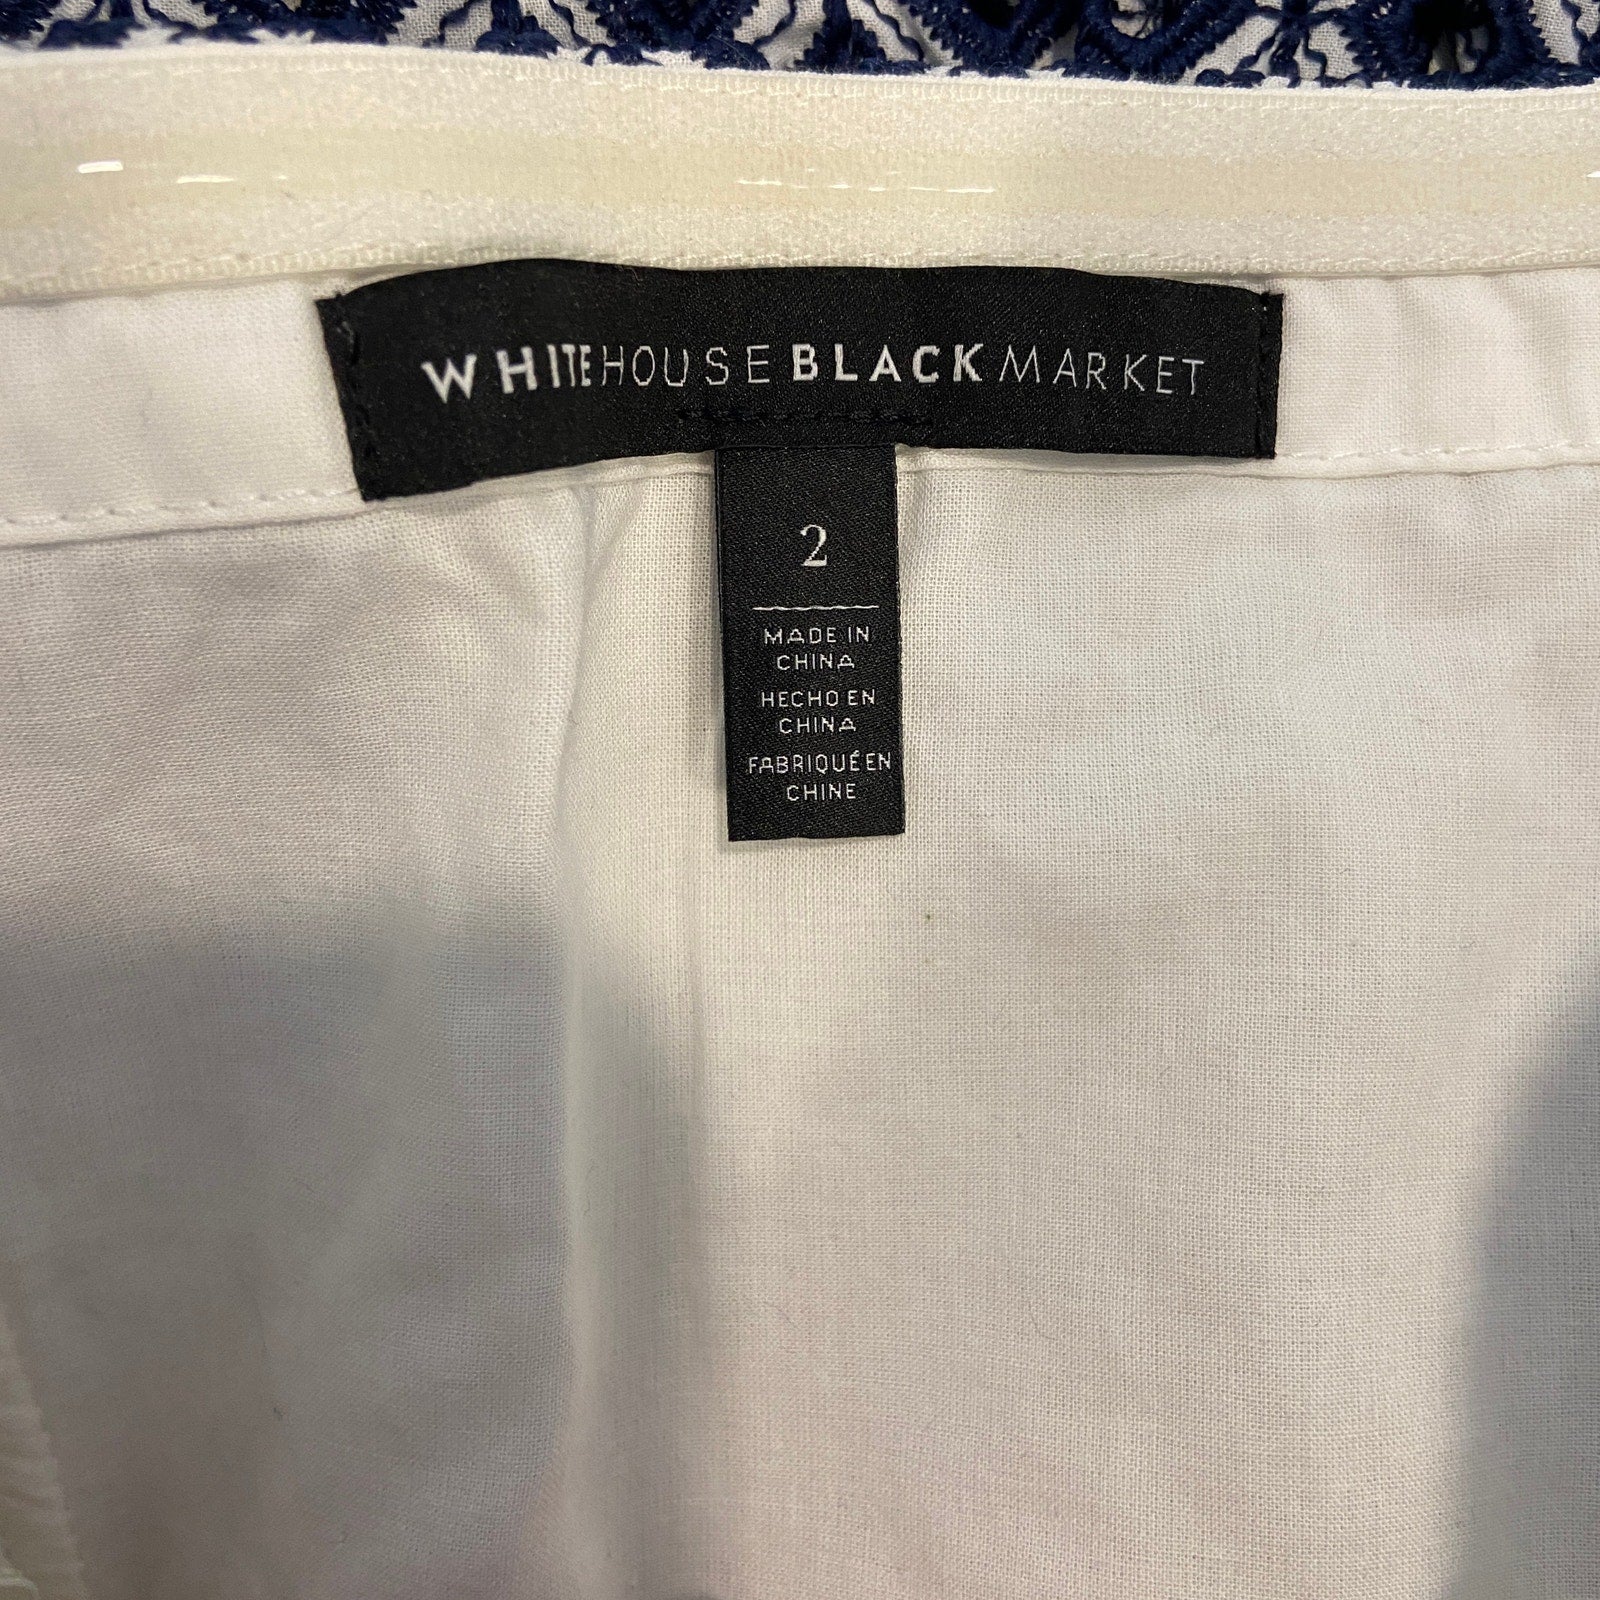 WHITEHOUSEBLACKMARKET
2
MADE IN
CHINA
HECHO EN
CHINA
FABRIQUÉ EN
CHINE